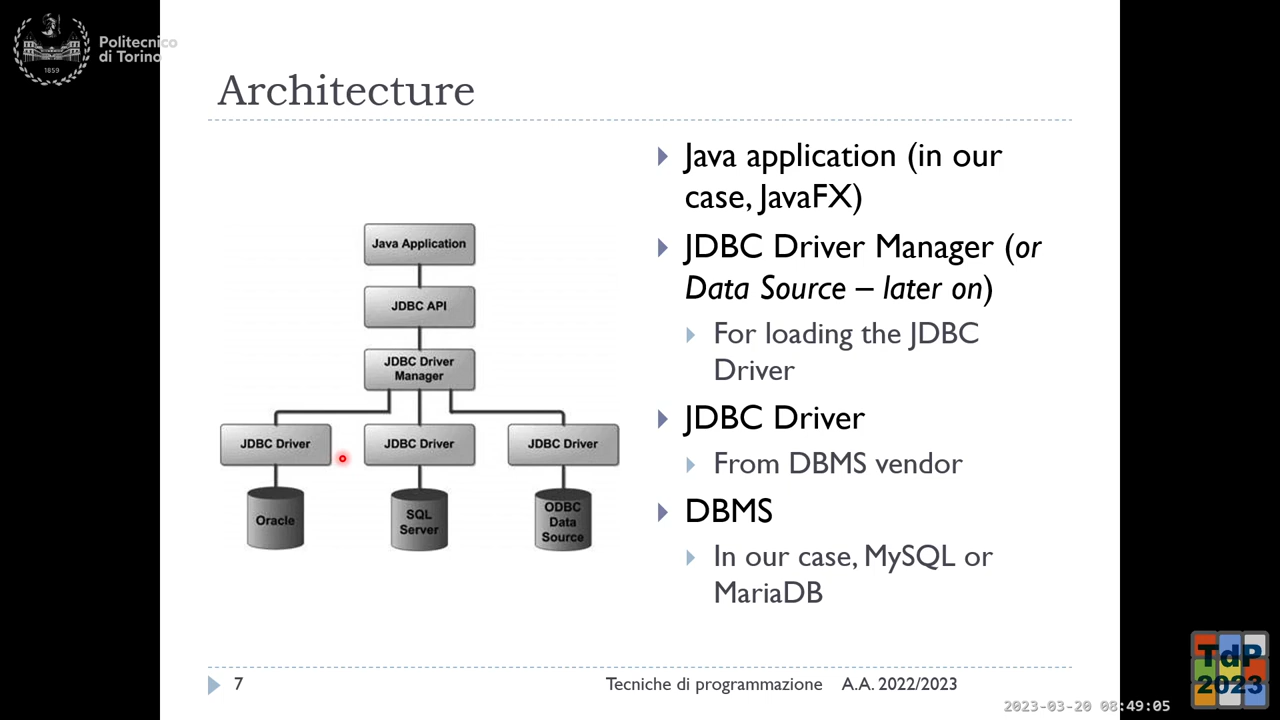 Politecnico
di Torino
1859
Architecture
Java Application
JDBC API
JDBC Driver
Manager
JDBC Driver
JDBC Driver
JDBC Driver
Oracle
SQL
Server
ODBC
Data
Source
Java application (in our
case, JavaFX)
JDBC Driver Manager (or
Data Source – later on)
For loading the JDBC
Driver
JDBC Driver
From DBMS vendor
DBMS
In our case, MySQL or
MariaDB
7
Tecniche di programmazione A.A. 2022/2023
2023-03-20 08:49:05
TdP
2023